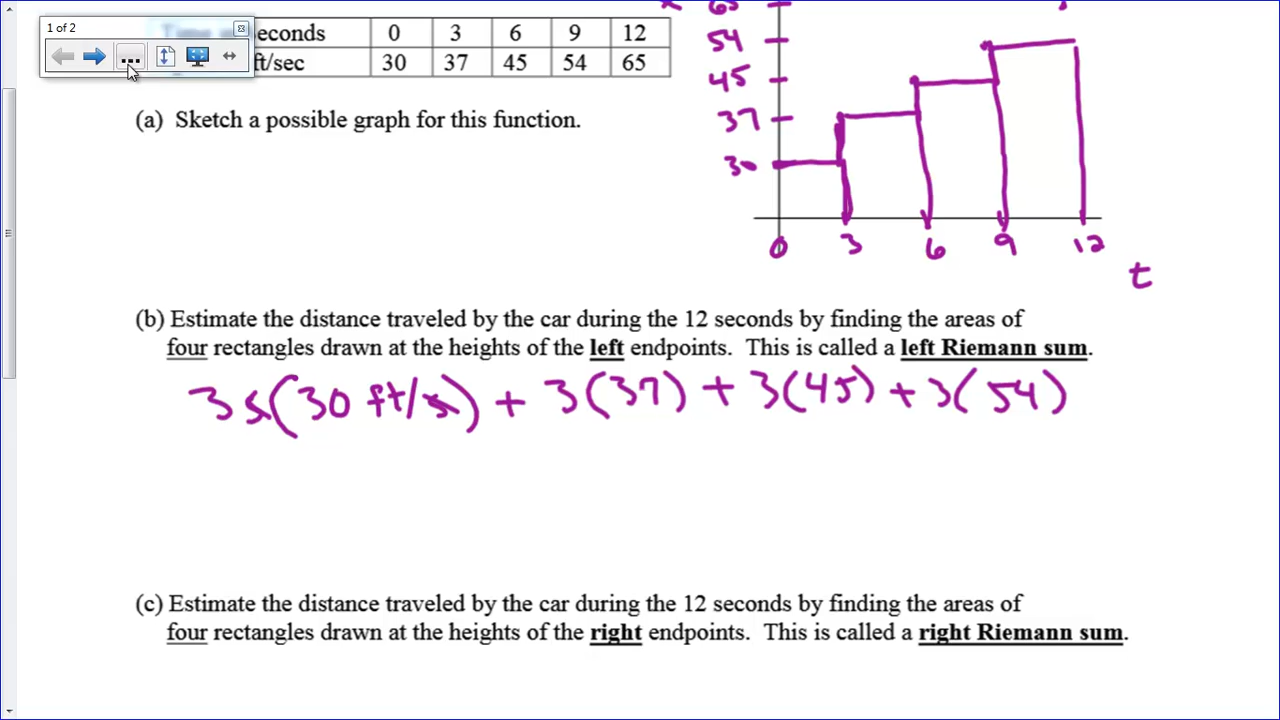 1 of 2
seconds 0 3 6 9 12
ft/sec 30 37 45 54 65
(a) Sketch a possible graph for this function.
65
54
45
37
30
0 3 6 9 12
t
(b) Estimate the distance traveled by the car during the 12 seconds by finding the areas of
four rectangles drawn at the heights of the left endpoints. This is called a left Riemann sum.
3s(30 ft/s) + 3(37) + 3(45) + 3(54)
(c) Estimate the distance traveled by the car during the 12 seconds by finding the areas of
four rectangles drawn at the heights of the right endpoints. This is called a right Riemann sum.